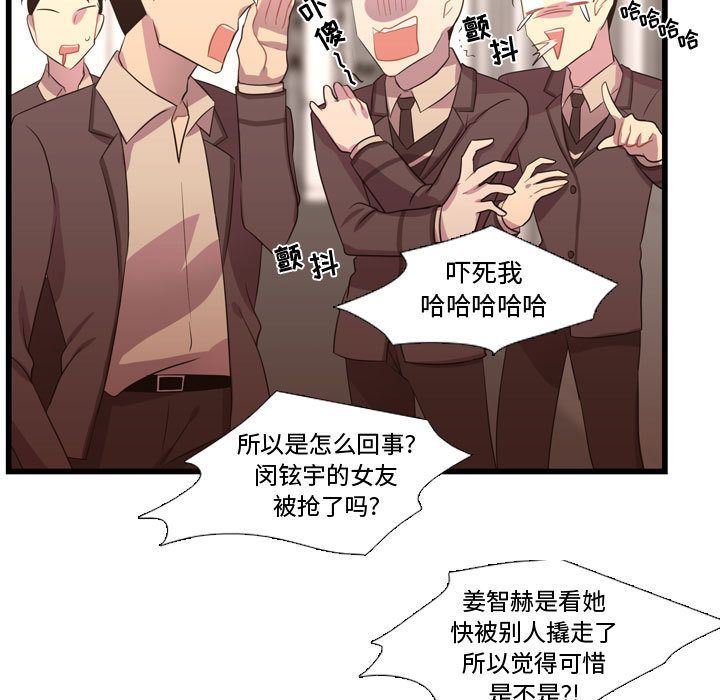 吓
傻
～
～
颤
抖
哈哈哈哈
颤
抖
吓死我
哈哈哈哈哈
所以是怎么回事?
闵铉宇的女友
被抢了吗?
姜智赫是看她
快被别人撬走了
所以觉得可惜
是不是?!